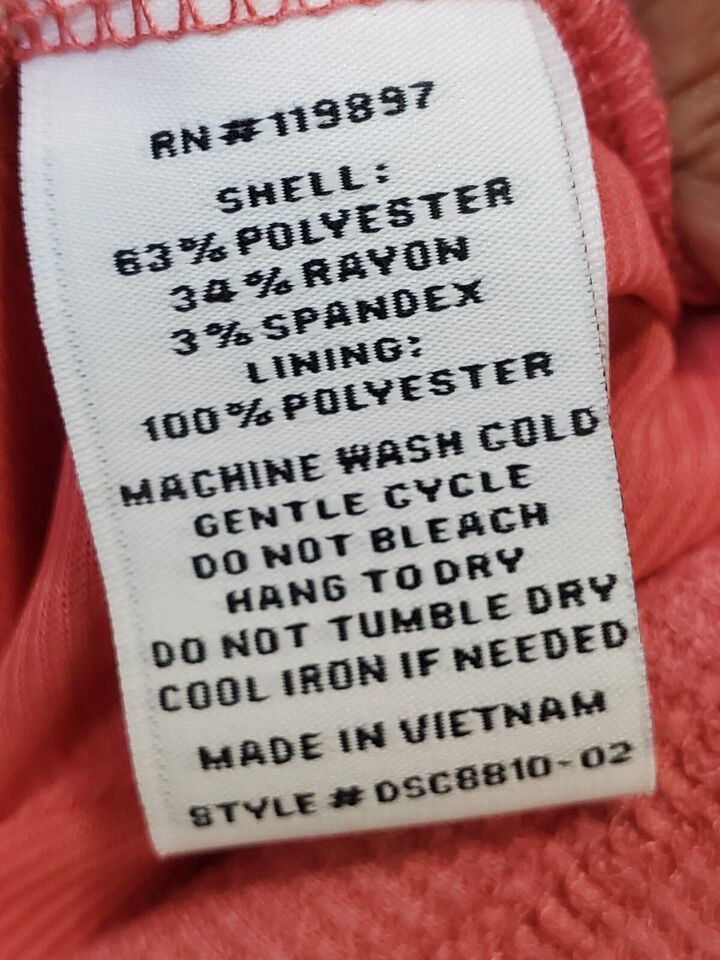 RN#119897
SHELL:
63% POLYESTER
34% RAYON
3% SPANDEX
LINING:
100% POLYESTER
MACHINE WASH COLD
GENTLE CYCLE
DO NOT BLEACH
HANG TO DRY
DO NOT TUMBLE DRY
COOL IRON IF NEEDED
MADE IN VIETNAM
STYLE # DSC8810-02